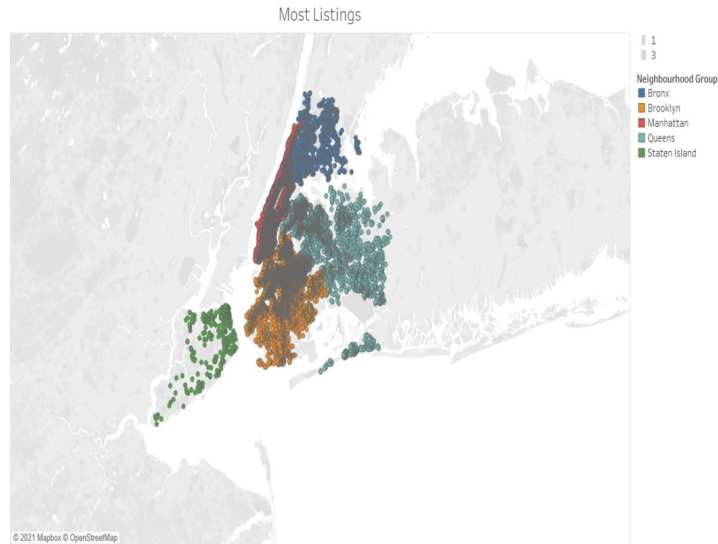 Most Listings
1
3
Neighbourhood Group
Bronx
Brooklyn
Manhattan
Queens
Staten Island
© 2021 Mapbox © OpenStreetMap